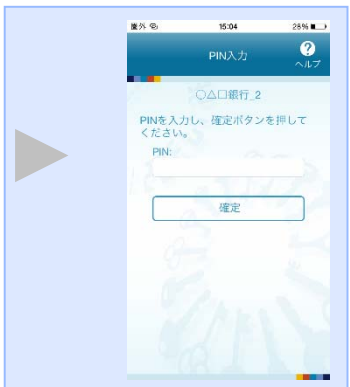 圏外 15:04 28%
PIN入力
?
ヘルプ
○△□銀行_2
PINを入力し、確定ボタンを押して
ください。
PIN:
確定